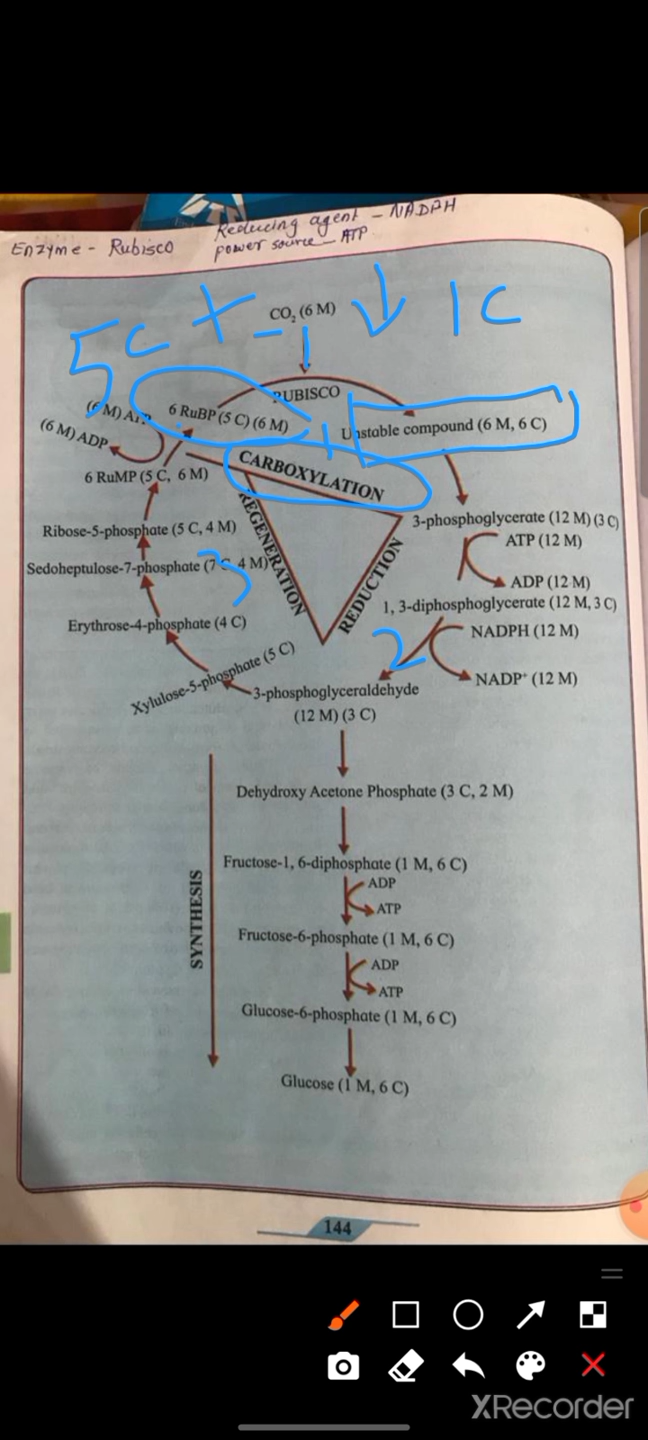 Reducing agent - NADPH
Enzyme - Rubisco
power source - ATP
5C + 1C
CO₂ (6 M)
1
RUBISCO
(6 M) ATP
6 RuBP (5 C) (6 M)
Unstable compound (6 M, 6 C)
(6 M) ADP
CARBOXYLATION
6 RuMP (5 C, 6 M)
3-phosphoglycerate (12 M) (3 C)
ATP (12 M)
Ribose-5-phosphate (5 C, 4 M)
REGENERATION
REDUCTION
Sedoheptulose-7-phosphate (7 C, 4 M)
3
ADP (12 M)
1, 3-diphosphoglycerate (12 M, 3 C)
Erythrose-4-phosphate (4 C)
2
NADPH (12 M)
Xylulose-5-phosphate (5 C)
NADP⁺ (12 M)
3-phosphoglyceraldehyde
(12 M) (3 C)
Dehydroxy Acetone Phosphate (3 C, 2 M)
Fructose-1, 6-diphosphate (1 M, 6 C)
ADP
ATP
SYNTHESIS
Fructose-6-phosphate (1 M, 6 C)
ADP
ATP
Glucose-6-phosphate (1 M, 6 C)
Glucose (1 M, 6 C)
144
XRecorder